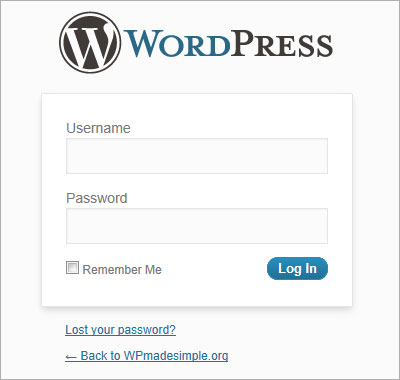 WORDPRESS
Username
Password
Remember Me
Log In
Lost your password?
← Back to WPmadesimple.org